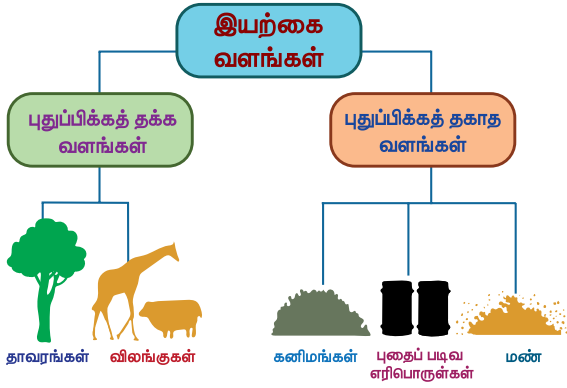 இயற்கை
வளங்கள்
புதுப்பிக்கத் தக்க
வளங்கள்
புதுப்பிக்கத் தகாத
வளங்கள்
தாவரங்கள்
விலங்குகள்
கனிமங்கள்
புதைப் படிவ
எரிபொருள்கள்
மண்